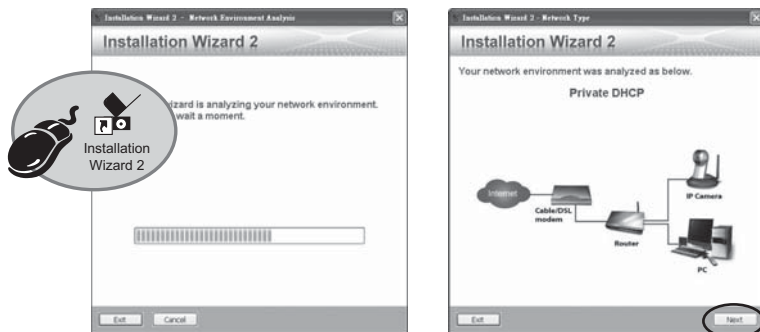 Installation Wizard 2 - Network Environment Analysis
Installation Wizard 2
izard is analyzing your network environment.
wait a moment.
Installation
Wizard 2
Exit
Cancel
Installation Wizard 2 - Network Type
Installation Wizard 2
Your network environment was analyzed as below.
Private DHCP
Internet
Cable/DSL
modem
Router
IP Camera
PC
Exit
Next